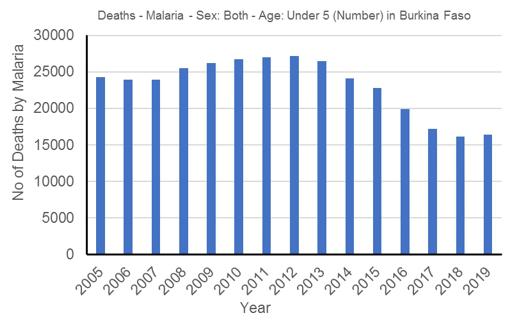 Deaths - Malaria - Sex: Both - Age: Under 5 (Number) in Burkina Faso
No of Deaths by Malaria
30000
25000
20000
15000
10000
5000
0
2005 2006 2007 2008 2009 2010 2011 2012 2013 2014 2015 2016 2017 2018 2019
Year